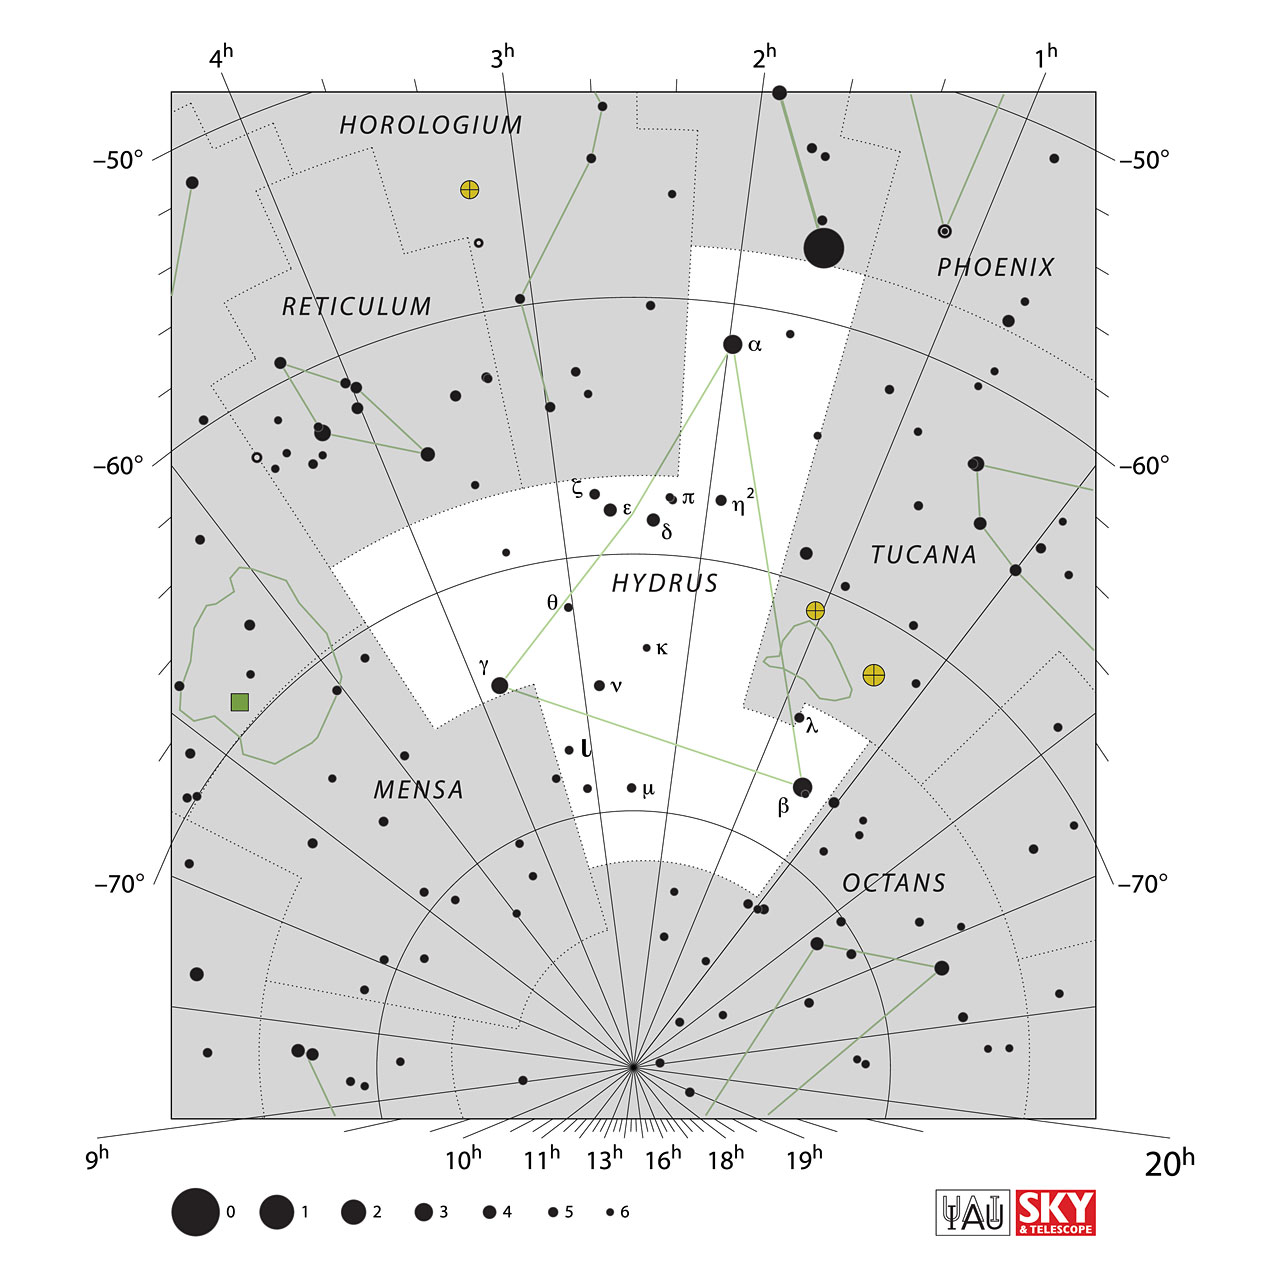 4h 3h 2h 1h
HOROLOGIUM
–50° –50°
PHOENIX
RETICULUM
α
–60° –60°
ζ ε π η2
δ
TUCANA
HYDRUS
θ
κ
γ
ν
λ
ι
MENSA μ
β
–70° OCTANS –70°
9h 10h 11h 13h 16h 18h 19h 20h
0 1 2 3 4 5 6
IAU SKY
& TELESCOPE